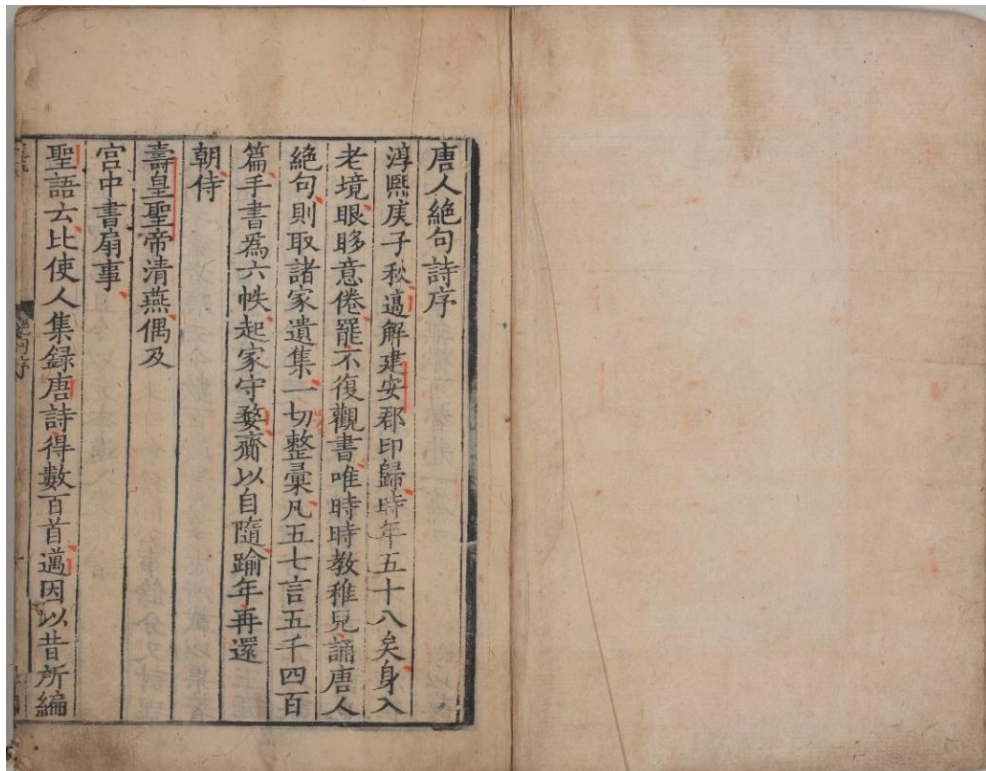 唐人絶句詩序
淳熙庚子秋邁解建安郡印歸時年五十八矣身入
老境眼眵意倦罷不復觀書唯時時教稚兒誦唐人
絶句則取諸家遺集一切整彙凡五七言五千四百
篇手書爲六帙起家守婺齎以自隨踰年再還
朝侍
壽皇聖帝清燕偶及
宫中書扇事
聖語云比使人集録唐詩得數百首邁因以昔所編